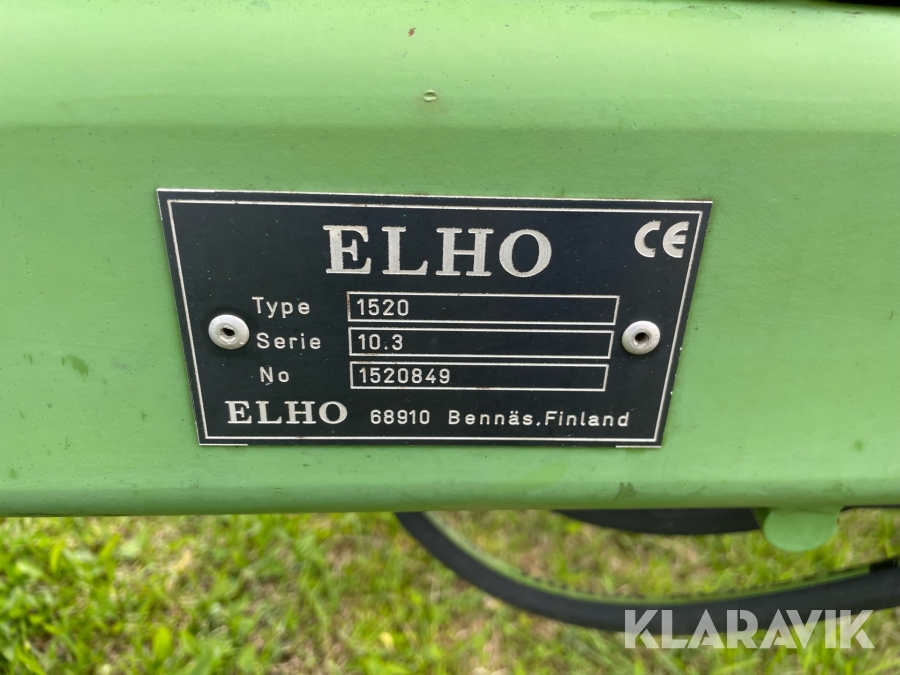 ELHO CE
Type 1520
Serie 10.3
No 1520849
ELHO 68910 Bennäs.Finland
KLARAVIK